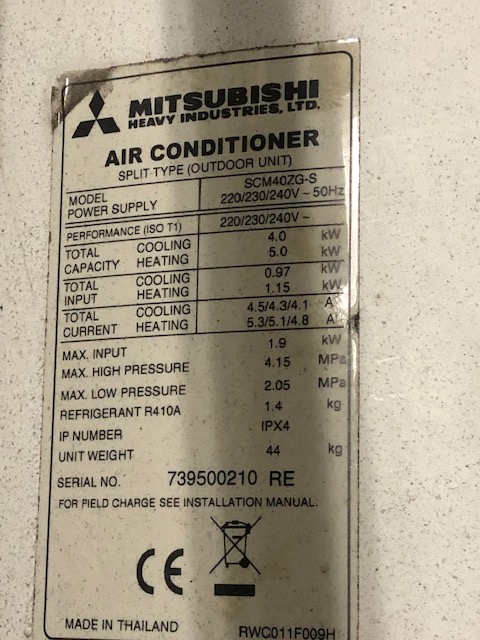 MITSUBISHI
HEAVY INDUSTRIES, LTD.
AIR CONDITIONER
SPLIT TYPE (OUTDOOR UNIT)
MODEL SCM40ZG-S
POWER SUPPLY 220/230/240V ~ 50Hz
PERFORMANCE (ISO T1) 220/230/240V ~
TOTAL COOLING 4.0 kW
CAPACITY HEATING 5.0 kW
TOTAL COOLING 0.97 kW
INPUT HEATING 1.15 kW
TOTAL COOLING 4.5/4.3/4.1 A
CURRENT HEATING 5.3/5.1/4.8 A
MAX. INPUT 1.9 kW
MAX. HIGH PRESSURE 4.15 MPa
MAX. LOW PRESSURE 2.05 MPa
REFRIGERANT R410A 1.4 kg
IP NUMBER IPX4
UNIT WEIGHT 44 kg
SERIAL NO. 739500210 RE
FOR FIELD CHARGE SEE INSTALLATION MANUAL.
CE
MADE IN THAILAND RWC011F009H